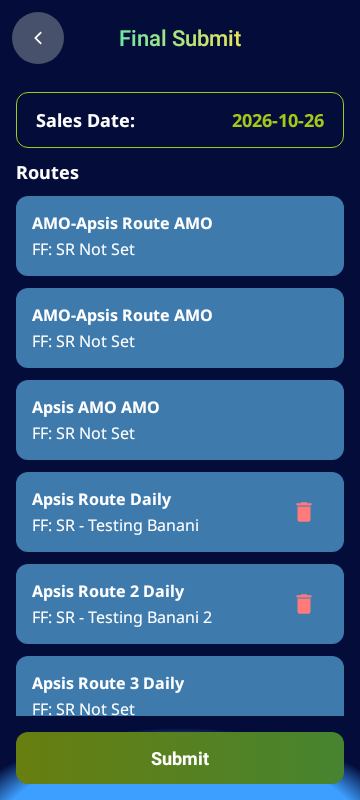 Final Submit
Sales Date: 2026-10-26
Routes
AMO-Apsis Route AMO
FF: SR Not Set
AMO-Apsis Route AMO
FF: SR Not Set
Apsis AMO AMO
FF: SR Not Set
Apsis Route Daily
FF: SR - Testing Banani
Apsis Route 2 Daily
FF: SR - Testing Banani 2
Apsis Route 3 Daily
FF: SR Not Set
Submit